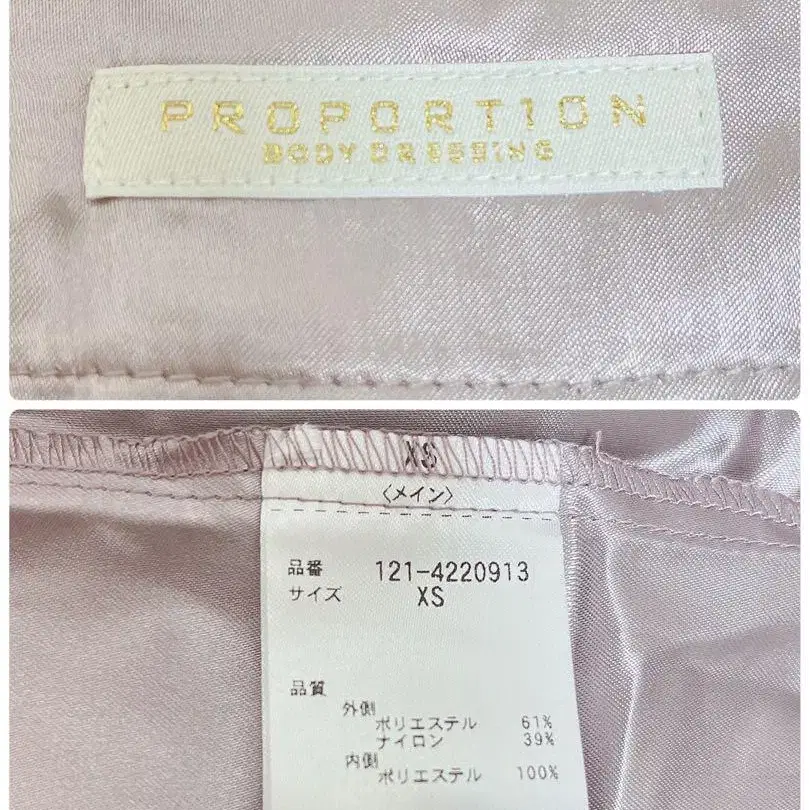 PROPORT1ON
BODY DRESSING
XS
〈メイン〉
品番 121-4220913
サイズ XS
品質
外側
ポリエステル 61%
ナイロン 39%
内側
ポリエステル 100%